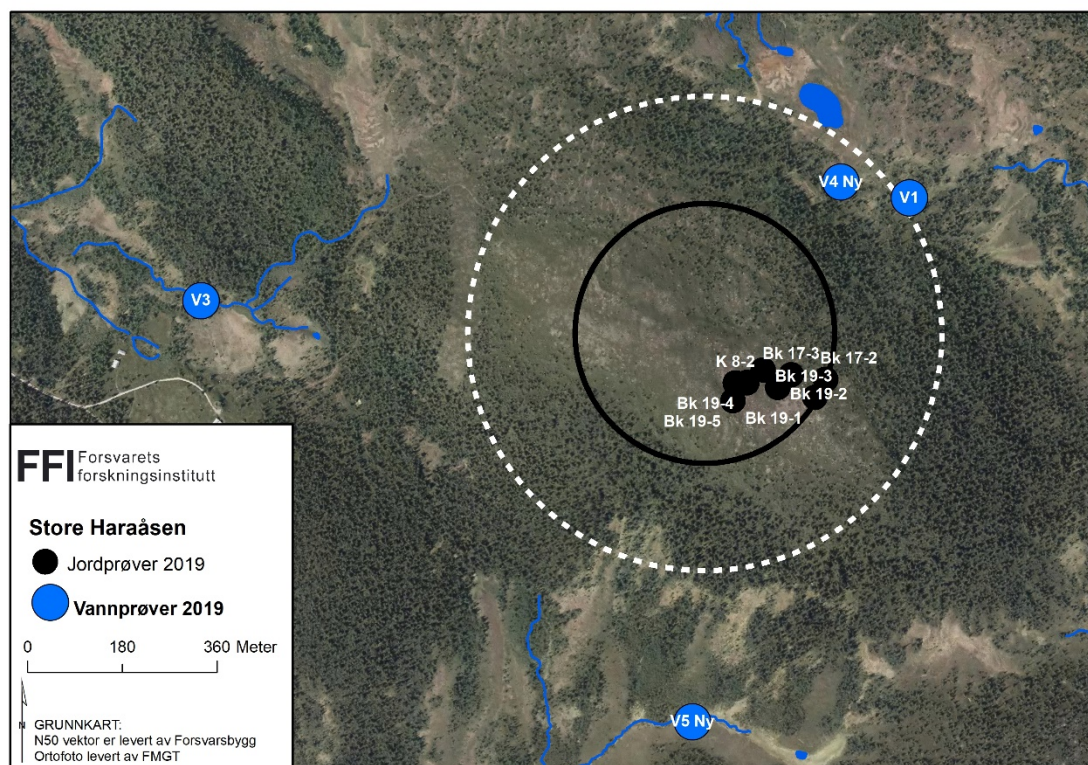 V4 Ny
V1
V3
Bk 17-3
Bk 17-2
K 8-2
Bk 19-3
Bk 19-4
Bk 19-2
Bk 19-5
Bk 19-1
FFI Forsvarets
forskningsinstitutt
Store Haraåsen
Jordprøver 2019
Vannprøver 2019
0 180 360 Meter
N
GRUNNKART:
N50 vektor er levert av Forsvarsbygg
Ortofoto levert av FMGT
V5 Ny